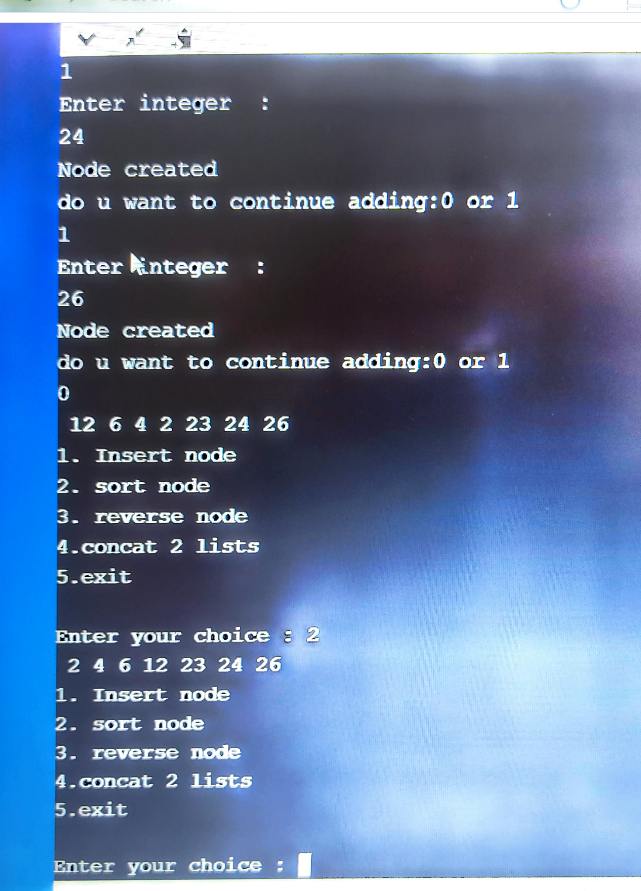 1
Enter integer  :
24
Node created
do u want to continue adding:0 or 1
1
Enter integer  :
26
Node created
do u want to continue adding:0 or 1
0
 12 6 4 2 23 24 26
1. Insert node
2. sort node
3. reverse node
4.concat 2 lists
5.exit

Enter your choice : 2
 2 4 6 12 23 24 26
1. Insert node
2. sort node
3. reverse node
4.concat 2 lists
5.exit

Enter your choice :